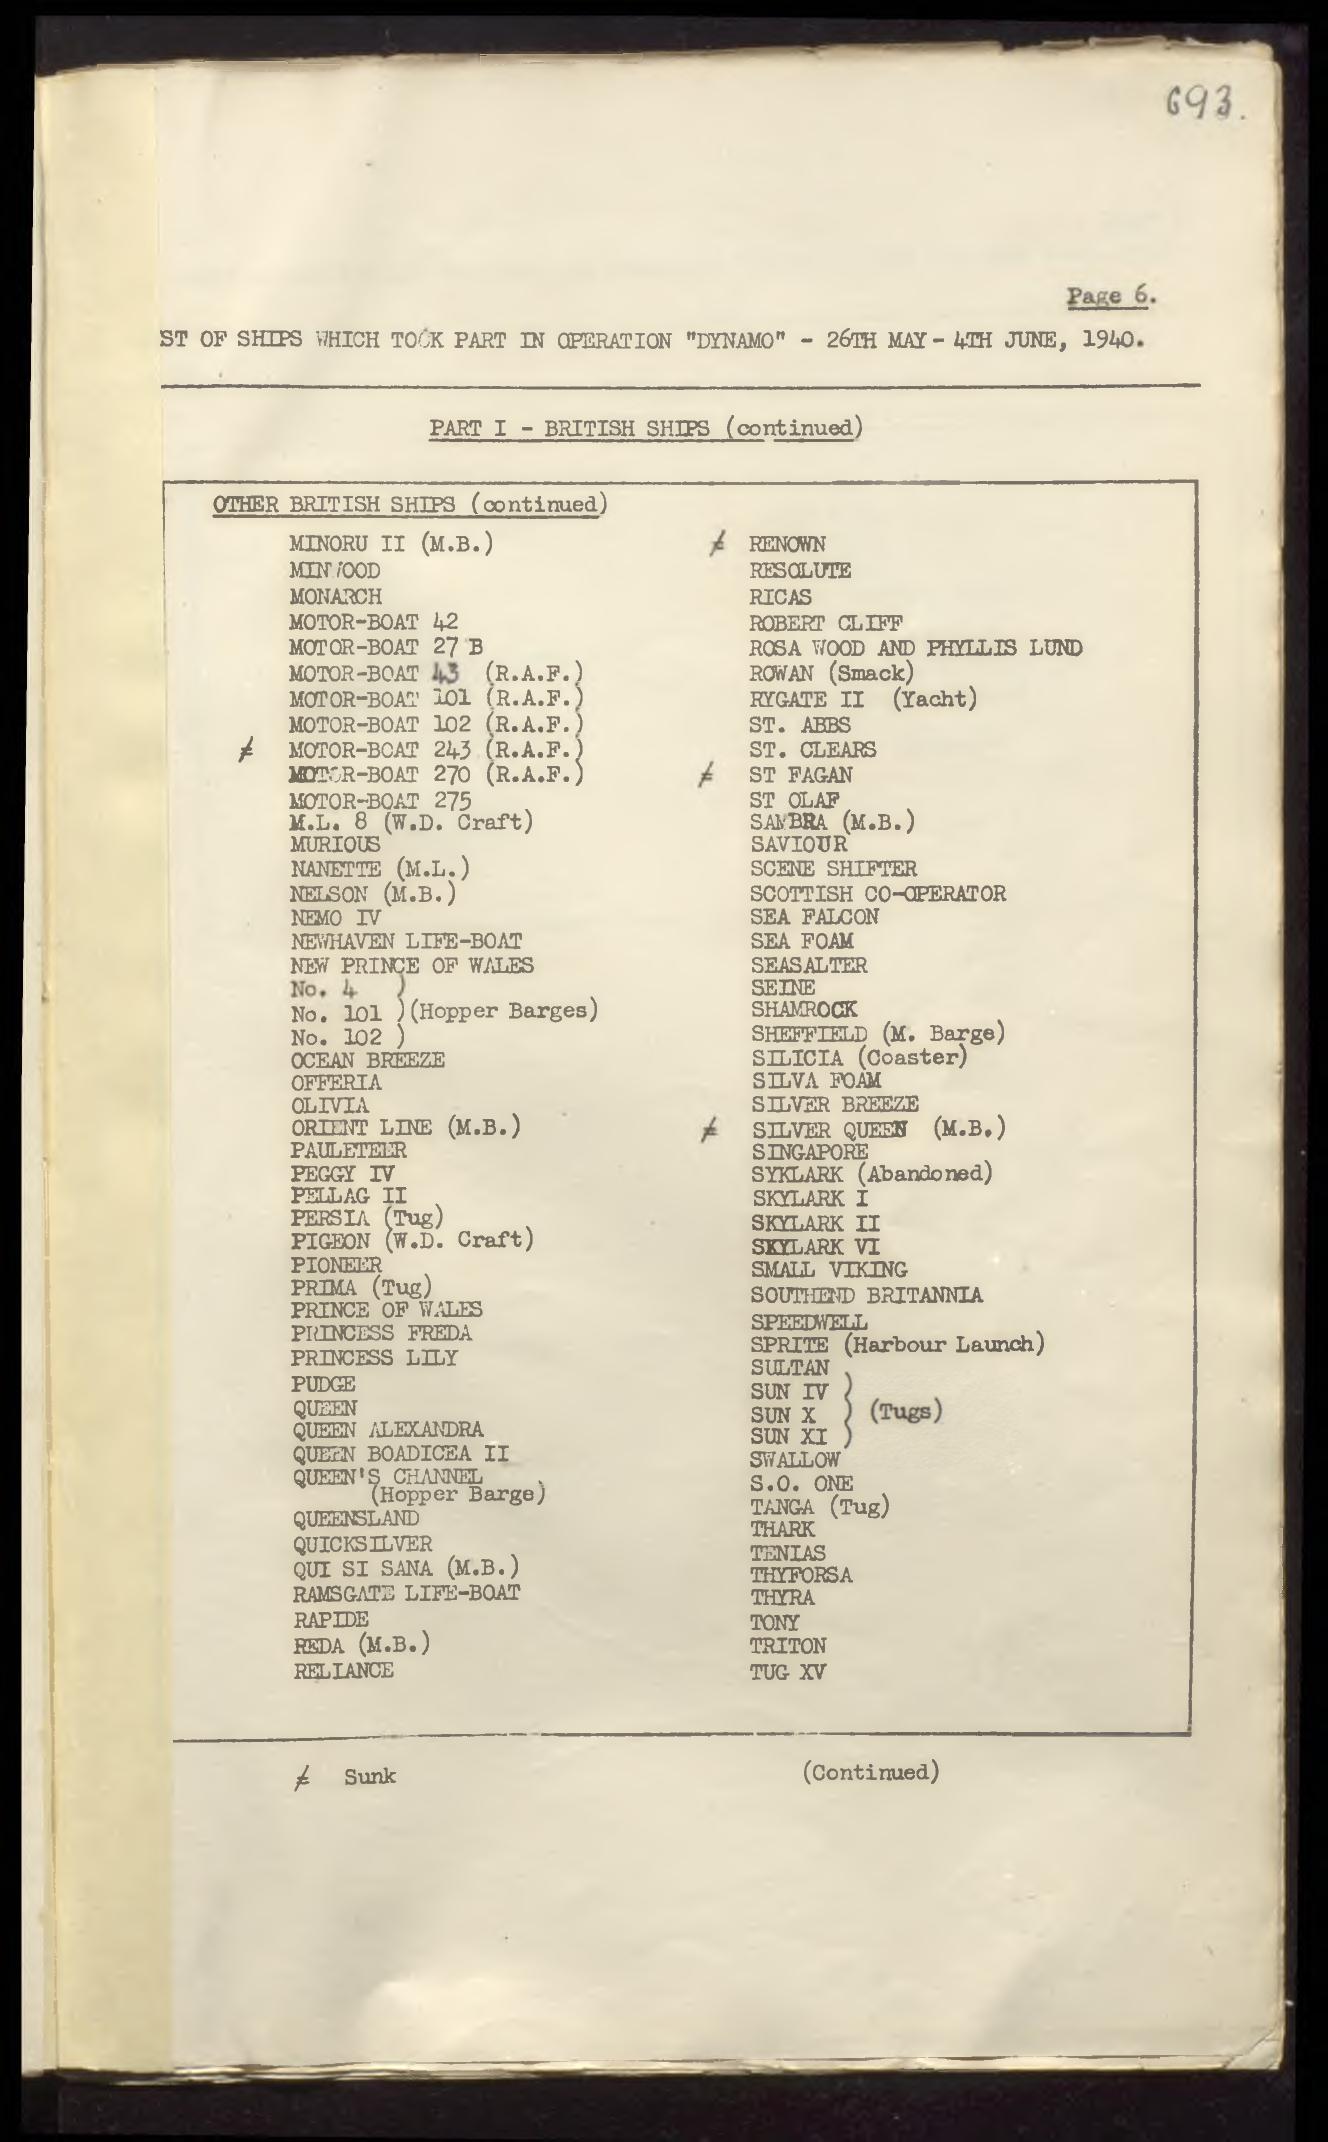 693.
Page 6.
ST OF SHIPS WHICH TOOK PART IN OPERATION "DYNAMO" - 26TH MAY - 4TH JUNE, 1940.
PART I - BRITISH SHIPS (continued)
OTHER BRITISH SHIPS (continued)
MINORU II (M.B.)
MINWOOD
MONARCH
MOTOR-BOAT 42
MOTOR-BOAT 27 B
MOTOR-BOAT 43 (R.A.F.)
MOTOR-BOAT 101 (R.A.F.)
MOTOR-BOAT 102 (R.A.F.)
≠ MOTOR-BOAT 243 (R.A.F.)
MOTOR-BOAT 270 (R.A.F.)
MOTOR-BOAT 275
M.L. 8 (W.D. Craft)
MURIOUS
NANETTE (M.L.)
NELSON (M.B.)
NEMO IV
NEWHAVEN LIFE-BOAT
NEW PRINCE OF WALES
No. 4 )
No. 101 )(Hopper Barges)
No. 102 )
OCEAN BREEZE
OFFERIA
OLIVIA
ORIENT LINE (M.B.)
PAULETEER
PEGGY IV
PELLAG II
PERSIA (Tug)
PIGEON (W.D. Craft)
PIONEER
PRIMA (Tug)
PRINCE OF WALES
PRINCESS FREDA
PRINCESS LILY
PUDGE
QUEEN
QUEEN ALEXANDRA
QUEEN BOADICEA II
QUEEN'S CHANNEL
(Hopper Barge)
QUEENSLAND
QUICKSILVER
QUI SI SANA (M.B.)
RAMSGATE LIFE-BOAT
RAPIDE
REDA (M.B.)
RELIANCE
≠ RENOWN
RESOLUTE
RICAS
ROBERT CLIFF
ROSA WOOD AND PHYLLIS LUND
ROWAN (Smack)
RYGATE II (Yacht)
ST. ABBS
ST. CLEARS
≠ ST FAGAN
ST OLAF
SAMBRA (M.B.)
SAVIOUR
SCENE SHIFTER
SCOTTISH CO-OPERATOR
SEA FALCON
SEA FOAM
SEASALTER
SEINE
SHAMROCK
SHEFFIELD (M. Barge)
SILICIA (Coaster)
SILVA FOAM
SILVER BREEZE
≠ SILVER QUEEN (M.B.)
SINGAPORE
SYKLARK (Abandoned)
SKYLARK I
SKYLARK II
SKYLARK VI
SMALL VIKING
SOUTHEND BRITANNIA
SPEEDWELL
SPRITE (Harbour Launch)
SULTAN
SUN IV )
SUN X ) (Tugs)
SUN XI )
SWALLOW
S.O. ONE
TANGA (Tug)
THARK
TENIAS
THYFORSA
THYRA
TONY
TRITON
TUG XV
≠ Sunk
(Continued)